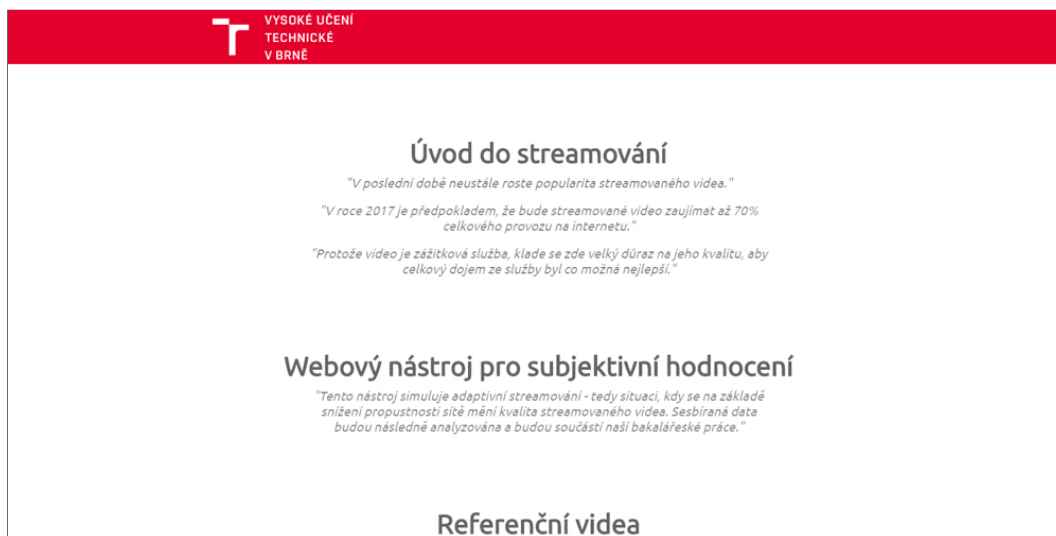 VYSOKÉ UČENÍ
TECHNICKÉ
V BRNĚ
Úvod do streamování
"V poslední době neustále roste popularita streamovaného videa."
"V roce 2017 je předpokladem, že bude streamované video zaujímat až 70%
celkového provozu na internetu."
"Protože video je zážitková služba, klade se zde velký důraz na jeho kvalitu, aby
celkový dojem ze služby byl co možná nejlepší."
Webový nástroj pro subjektivní hodnocení
"Tento nástroj simuluje adaptivní streamování - tedy situaci, kdy se na základě
snížení propustnosti sítě mění kvalita streamovaného videa. Sesbíraná data
budou následně analyzována a budou součástí naší bakalářeské práce."
Referenční videa